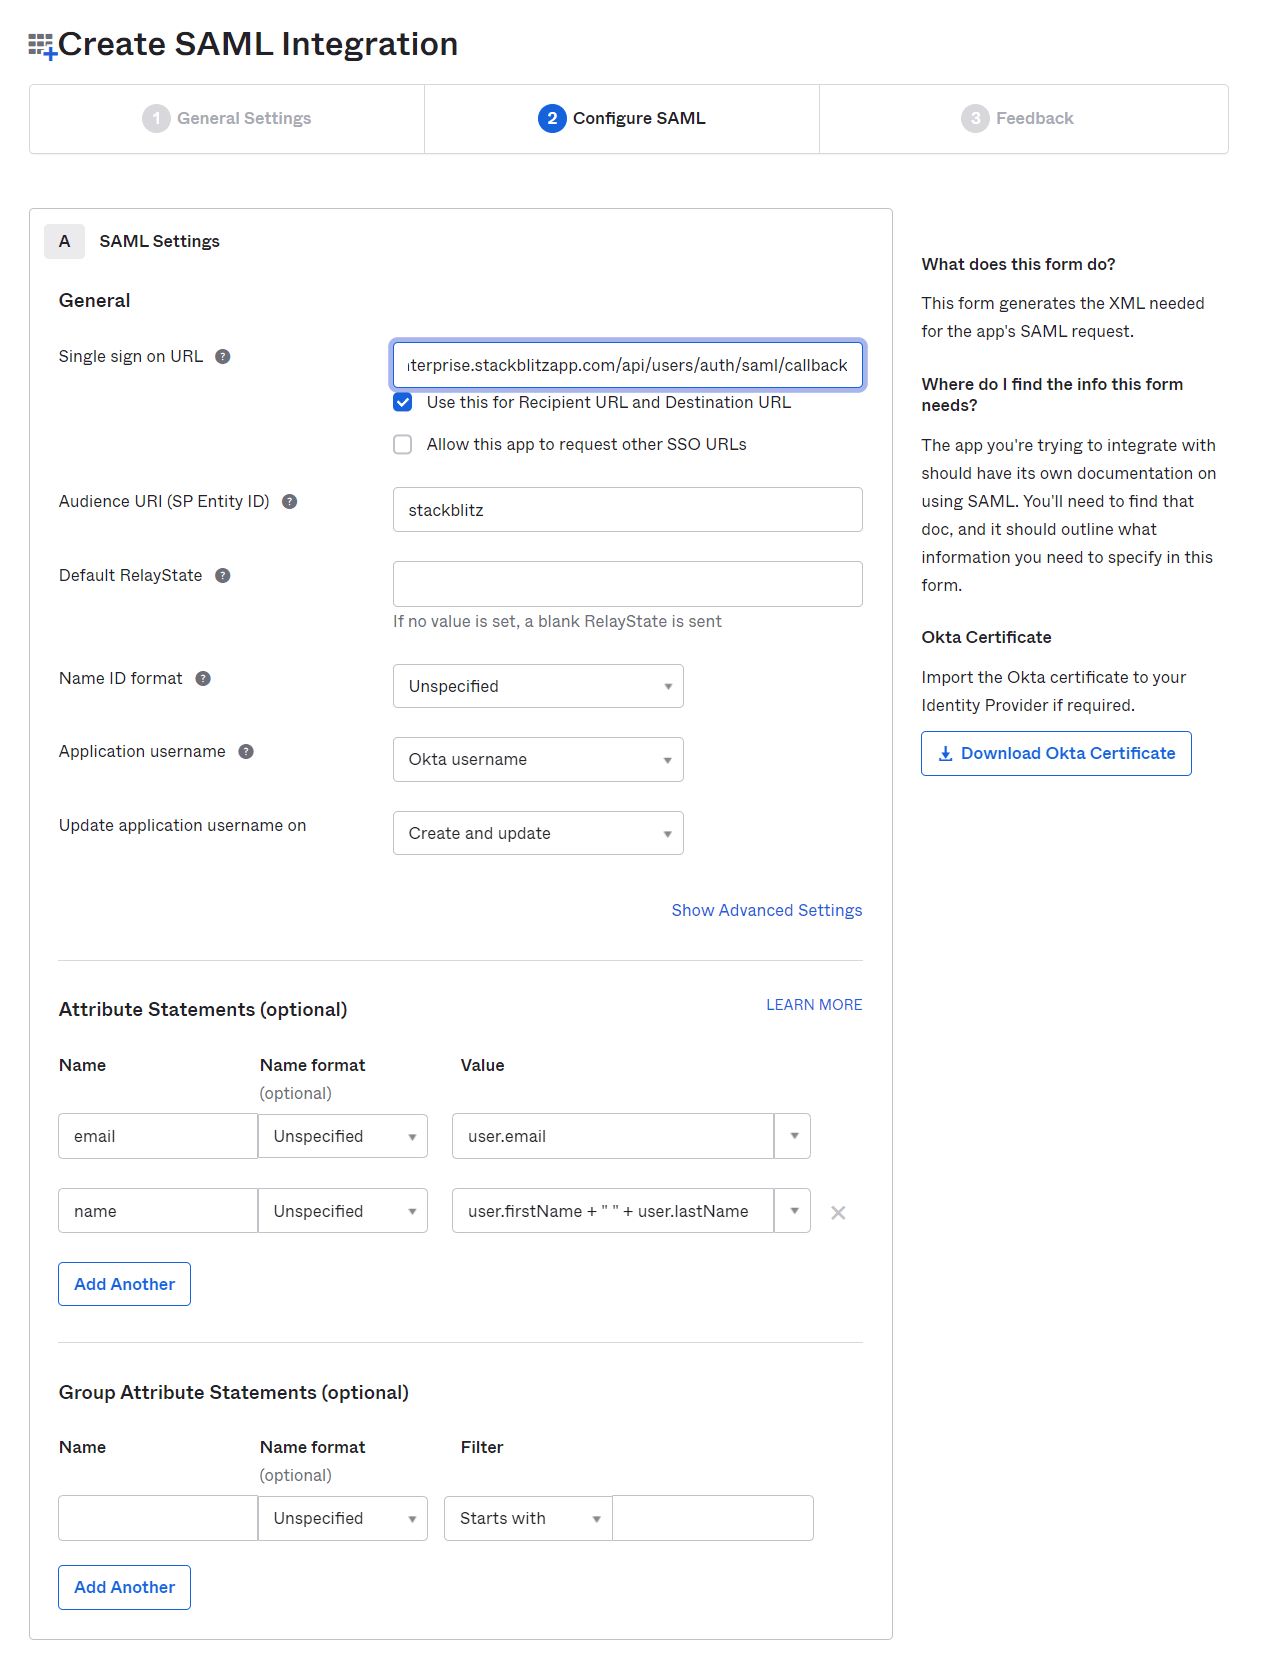 Create SAML Integration
1 General Settings
2 Configure SAML
3 Feedback
A SAML Settings
General
Single sign on URL ?
terprise.stackblitzapp.com/api/users/auth/saml/callback
Use this for Recipient URL and Destination URL
Allow this app to request other SSO URLs
Audience URI (SP Entity ID) ?
stackblitz
Default RelayState ?
If no value is set, a blank RelayState is sent
Name ID format ?
Unspecified
Application username ?
Okta username
Update application username on
Create and update
Show Advanced Settings
Attribute Statements (optional)
LEARN MORE
Name Name format Value
(optional)
email Unspecified user.email
name Unspecified user.firstName + " " + user.lastName
Add Another
Group Attribute Statements (optional)
Name Name format Filter
(optional)
Unspecified Starts with
Add Another
What does this form do?
This form generates the XML needed
for the app's SAML request.
Where do I find the info this form
needs?
The app you're trying to integrate with
should have its own documentation on
using SAML. You'll need to find that
doc, and it should outline what
information you need to specify in this
form.
Okta Certificate
Import the Okta certificate to your
Identity Provider if required.
Download Okta Certificate